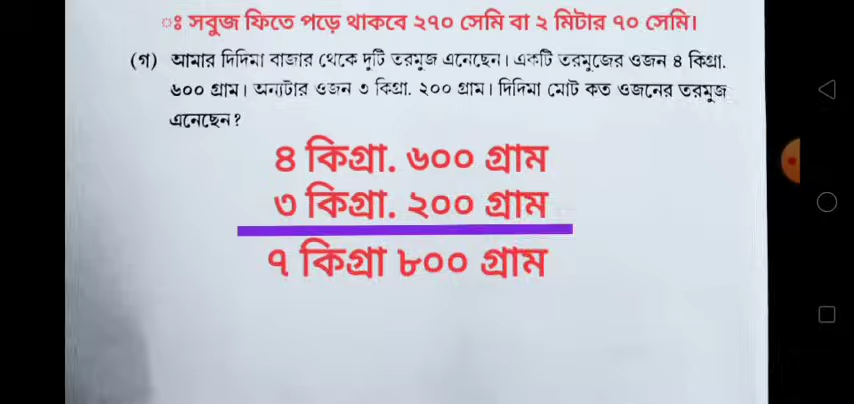 ঃ সবুজ ফিতে পড়ে থাকবে ২৭০ সেমি বা ২ মিটার ৭০ সেমি।
(গ) আমার দিদিমা বাজার থেকে দুটি তরমুজ এনেছেন। একটি তরমুজের ওজন ৪ কিগ্রা.
৬০০ গ্রাম। অন্যটার ওজন ৩ কিগ্রা. ২০০ গ্রাম। দিদিমা মোট কত ওজনের তরমুজ
এনেছেন?
৪ কিগ্রা. ৬০০ গ্রাম
৩ কিগ্রা. ২০০ গ্রাম
৭ কিগ্রা ৮০০ গ্রাম